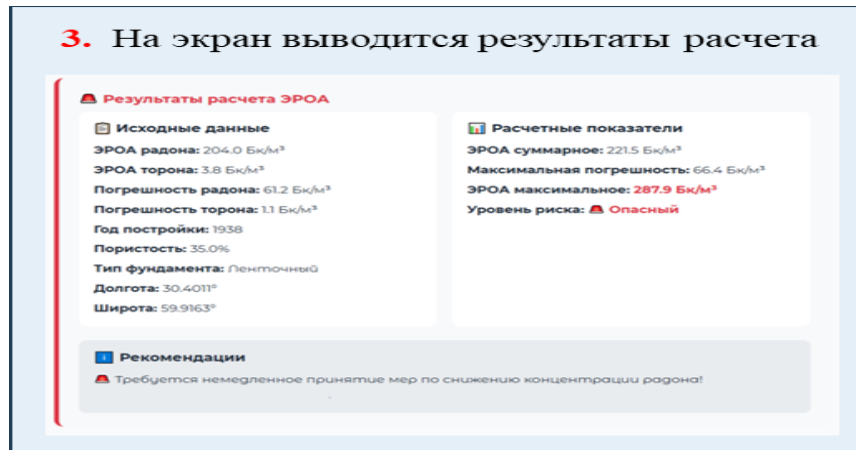 3. На экран выводится результаты расчета
Результаты расчета ЭРОА
Исходные данные
ЭРОА радона: 204.0 Бк/м³
ЭРОА торона: 3.8 Бк/м³
Погрешность радона: 61.2 Бк/м³
Погрешность торона: 1.1 Бк/м³
Год постройки: 1938
Пористость: 35.0%
Тип фундамента: Ленточный
Долгота: 30.4011°
Широта: 59.9163°
Расчетные показатели
ЭРОА суммарное: 221.5 Бк/м³
Максимальная погрешность: 66.4 Бк/м³
ЭРОА максимальное: 287.9 Бк/м³
Уровень риска: Опасный
Рекомендации
Требуется немедленное принятие мер по снижению концентрации радона!